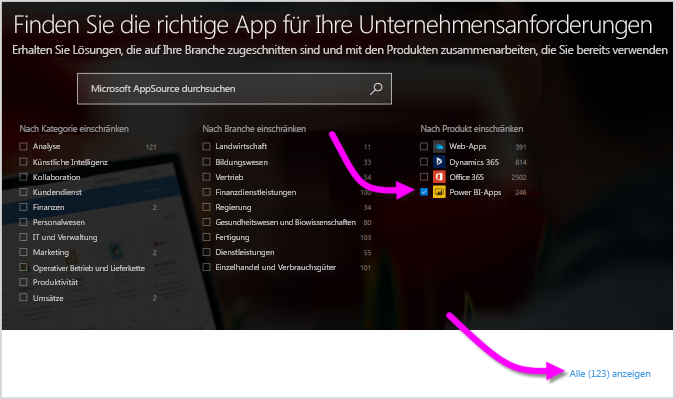 Finden Sie die richtige App für Ihre Unternehmensanforderungen
Erhalten Sie Lösungen, die auf Ihre Branche zugeschnitten sind und mit den Produkten zusammenarbeiten, die Sie bereits verwenden
Microsoft AppSource durchsuchen
Nach Kategorie einschränken
Analyse 121
Künstliche Intelligenz
Kollaboration
Kundendienst
Finanzen 2
Personalwesen
IT und Verwaltung
Marketing 2
Operativer Betrieb und Lieferkette
Produktivität
Umsätze 2
Nach Branche einschränken
Landwirtschaft 11
Bildungswesen 33
Vertrieb 54
Finanzdienstleistungen 100
Regierung 34
Gesundheitswesen und Biowissenschaften 80
Fertigung 103
Dienstleistungen 55
Einzelhandel und Verbrauchsgüter 101
Nach Produkt einschränken
Web-Apps 391
Dynamics 365 814
Office 365 2502
Power BI-Apps 246
Alle (123) anzeigen